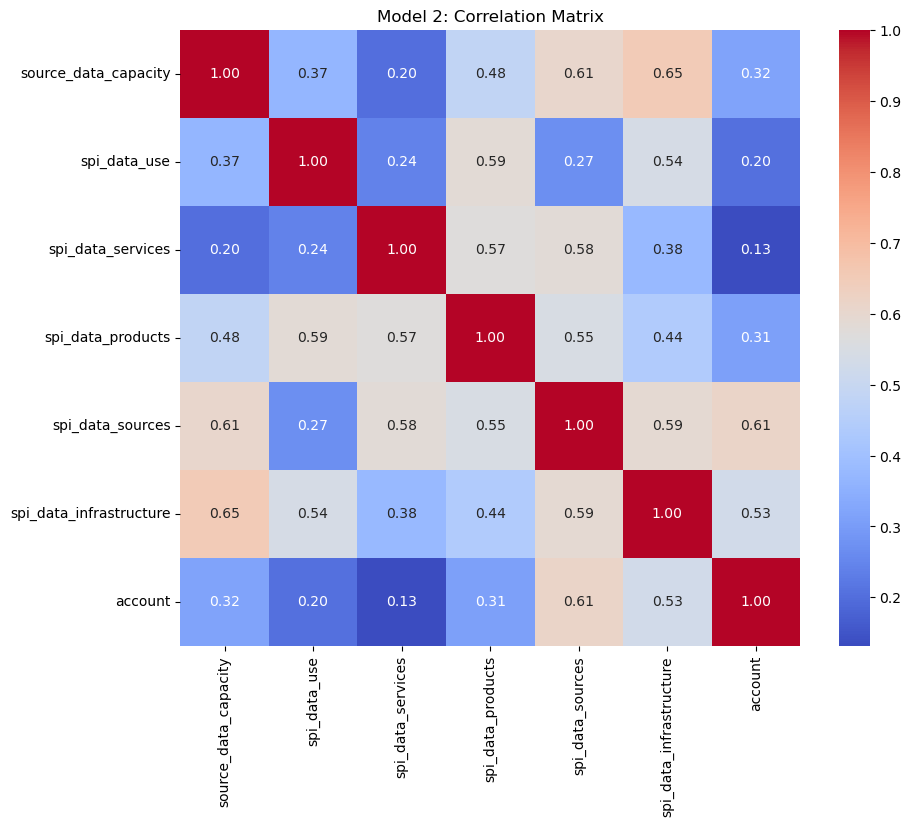 Model 2: Correlation Matrix
source_data_capacity 1.00 0.37 0.20 0.48 0.61 0.65 0.32
spi_data_use 0.37 1.00 0.24 0.59 0.27 0.54 0.20
spi_data_services 0.20 0.24 1.00 0.57 0.58 0.38 0.13
spi_data_products 0.48 0.59 0.57 1.00 0.55 0.44 0.31
spi_data_sources 0.61 0.27 0.58 0.55 1.00 0.59 0.61
spi_data_infrastructure 0.65 0.54 0.38 0.44 0.59 1.00 0.53
account 0.32 0.20 0.13 0.31 0.61 0.53 1.00
source_data_capacity
spi_data_use
spi_data_services
spi_data_products
spi_data_sources
spi_data_infrastructure
account
1.0
0.9
0.8
0.7
0.6
0.5
0.4
0.3
0.2